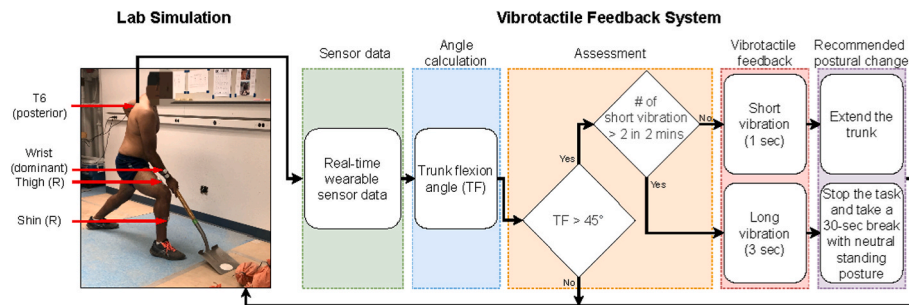 Lab Simulation
Vibrotactile Feedback System
T6
(posterior)
Wrist
(dominant)
Thigh (R)
Shin (R)
Sensor data
Real-time
wearable
sensor data
Angle
calculation
Trunk flexion
angle (TF)
Assessment
# of
short vibration
> 2 in 2 mins
No
Yes
Yes
TF > 45°
No
Vibrotactile
feedback
Short
vibration
(1 sec)
Long
vibration
(3 sec)
Recommended
postural change
Extend the
trunk
Stop the task
and take a
30-sec break
with neutral
standing
posture